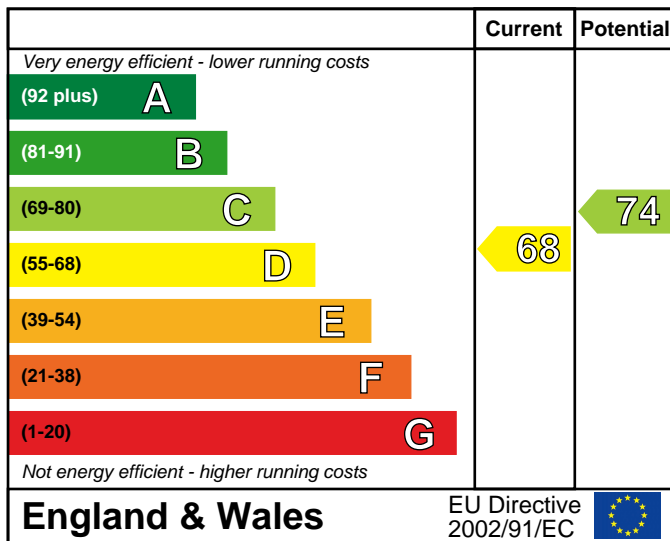 Current Potential
Very energy efficient - lower running costs
(92 plus) A
(81-91) B
(69-80) C
74
(55-68) D
68
(39-54) E
(21-38) F
(1-20) G
Not energy efficient - higher running costs
England & Wales
EU Directive
2002/91/EC